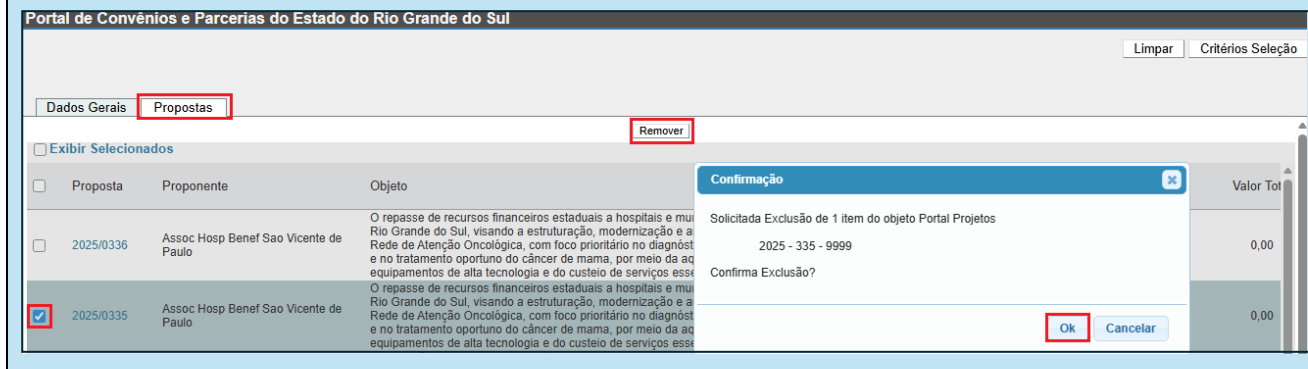 Portal de Convênios e Parcerias do Estado do Rio Grande do Sul
Limpar Critérios Seleção
Dados Gerais Propostas
Remover
Exibir Selecionados
Proposta Proponente Objeto Valor Tot
2025/0336
Assoc Hosp Benef Sao Vicente de
Paulo
O repasse de recursos financeiros estaduais a hospitais e mu
Rio Grande do Sul, visando a estruturação, modernização e a
Rede de Atenção Oncológica, com foco prioritário no diagnóst
e no tratamento oportuno do câncer de mama, por meio da aq
equipamentos de alta tecnologia e do custeio de serviços esse
0,00
2025/0335
Assoc Hosp Benef Sao Vicente de
Paulo
O repasse de recursos financeiros estaduais a hospitais e mu
Rio Grande do Sul, visando a estruturação, modernização e a
Rede de Atenção Oncológica, com foco prioritário no diagnóst
e no tratamento oportuno do câncer de mama, por meio da aq
equipamentos de alta tecnologia e do custeio de serviços esse
0,00
Confirmação
Solicitada Exclusão de 1 item do objeto Portal Projetos
2025 - 335 - 9999
Confirma Exclusão?
Ok Cancelar